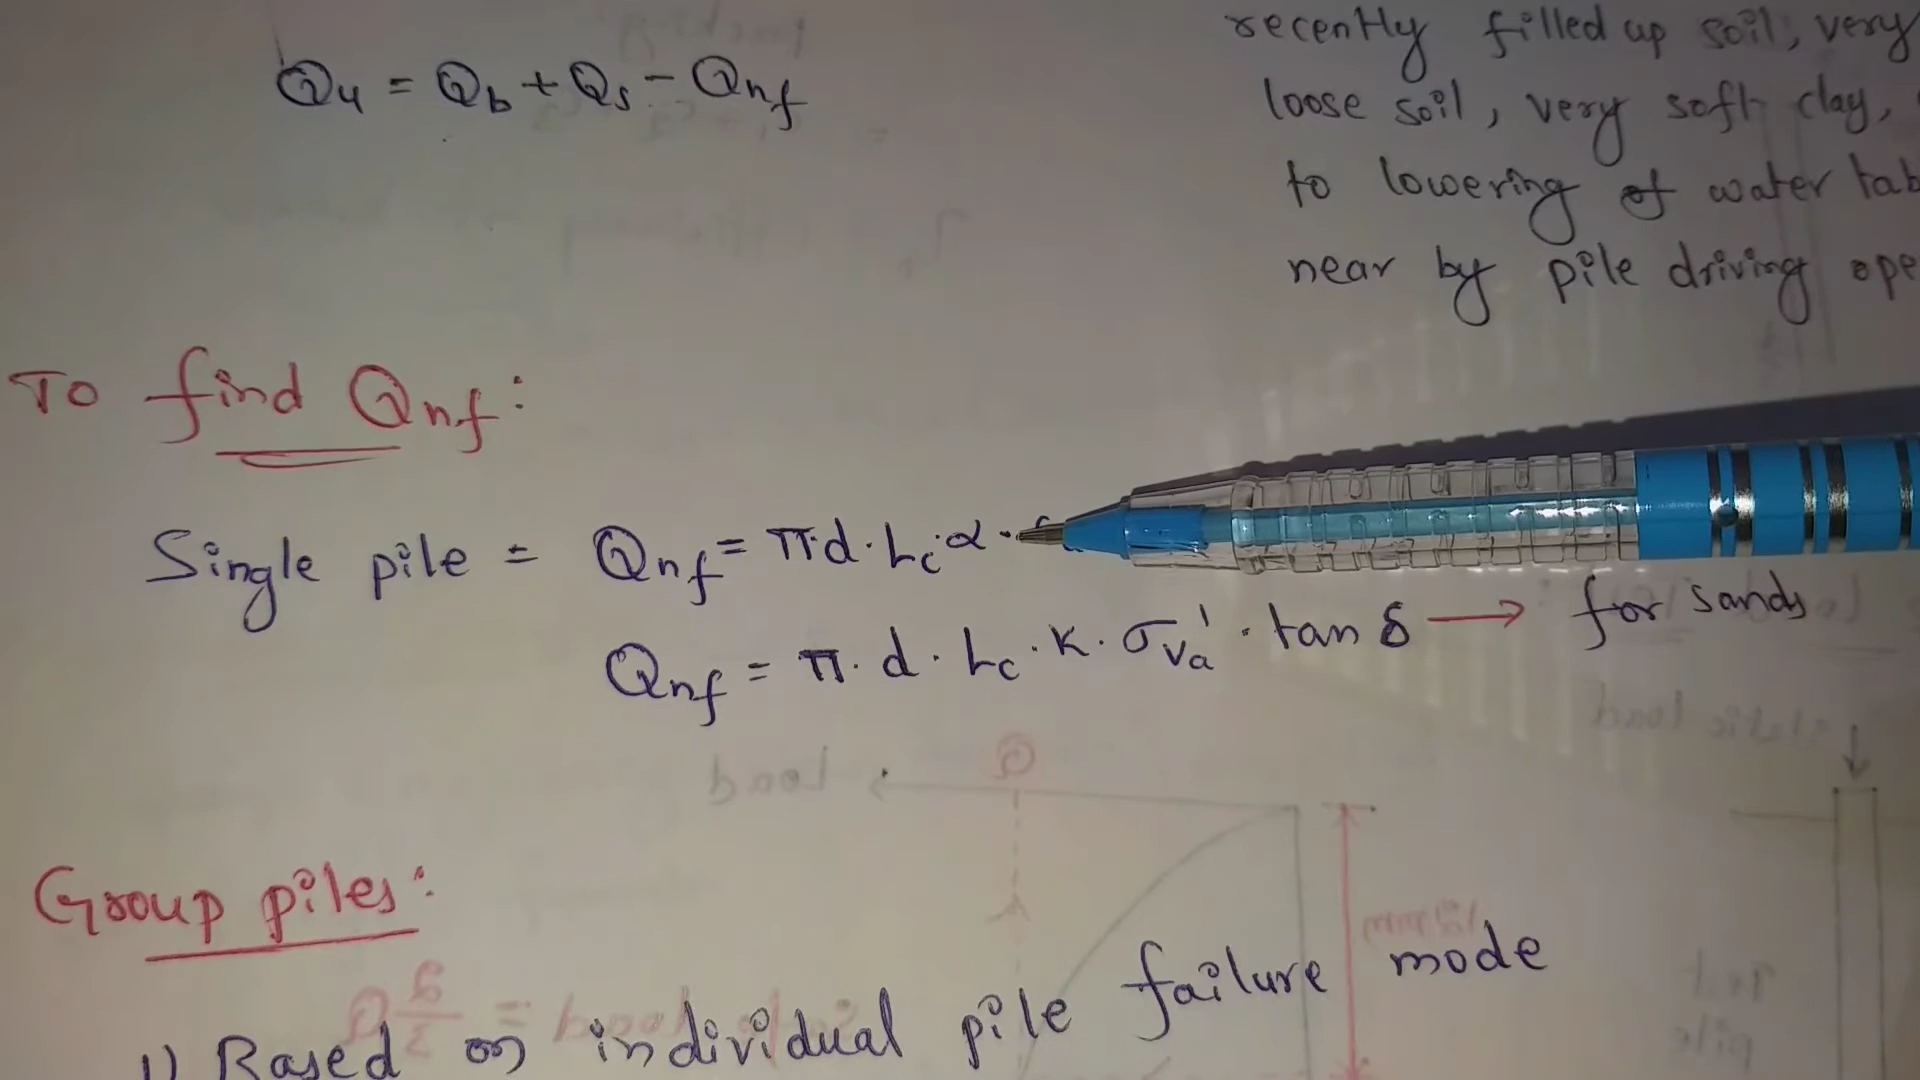 Qu = Qb + Qs - Qnf
recently filled up soil, very
loose soil, very soft clay,
to lowering of water tab
near by pile driving ope
To find Qnf:
Single pile = Qnf = π·d·Lc·α·
Qnf = π·d·Lc·K·σva'·tan δ → for sands
Group piles:
1) Based on individual pile failure mode